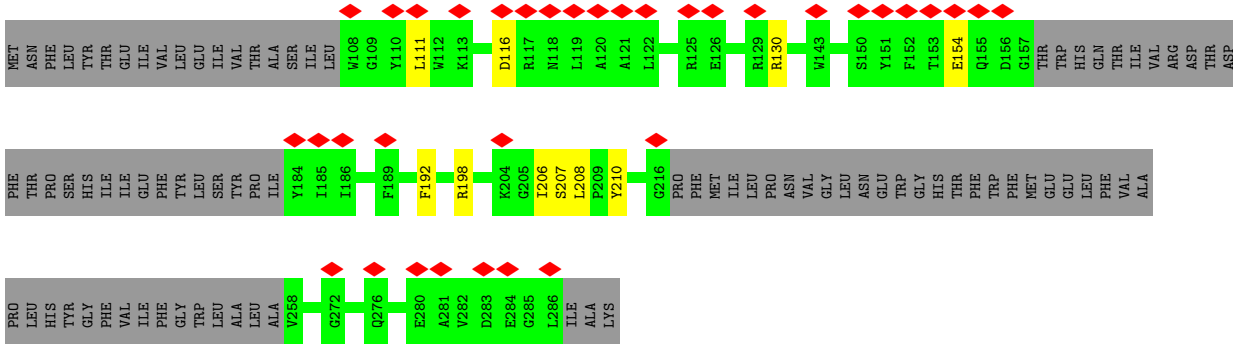 MET ASN PHE LEU TYR THR THR GLU ILE VAL LEU GLU ILE VAL THR ALA SER ILE LEU W108 G109 Y110 L111 W112 K113 D116 R117 N118 L119 A120 A121 L122 R125 E126 R129 R130 W143 S150 Y151 F152 T153 E154 Q155 D156 G157 THR TRP HIS GLN THR ILE VAL ARG ASP THR ASP
PHE THR PRO SER HIS ILE ILE GLU PHE TYR LEU SER TYR PRO ILE Y184 I185 I186 F189 F192 R198 K204 G205 I206 S207 L208 P209 Y210 G216 PRO PHE MET ILE LEU PRO ASN VAL GLY LEU ASN GLU TRP GLY HIS THR PHE TRP PHE MET GLU GLU LEU PHE VAL ALA
PRO LEU HIS TYR GLY PHE VAL ILE PHE GLY TRP LEU ALA LEU ALA V258 G272 Q276 E280 A281 V282 D283 E284 G285 L286 ILE ALA LYS